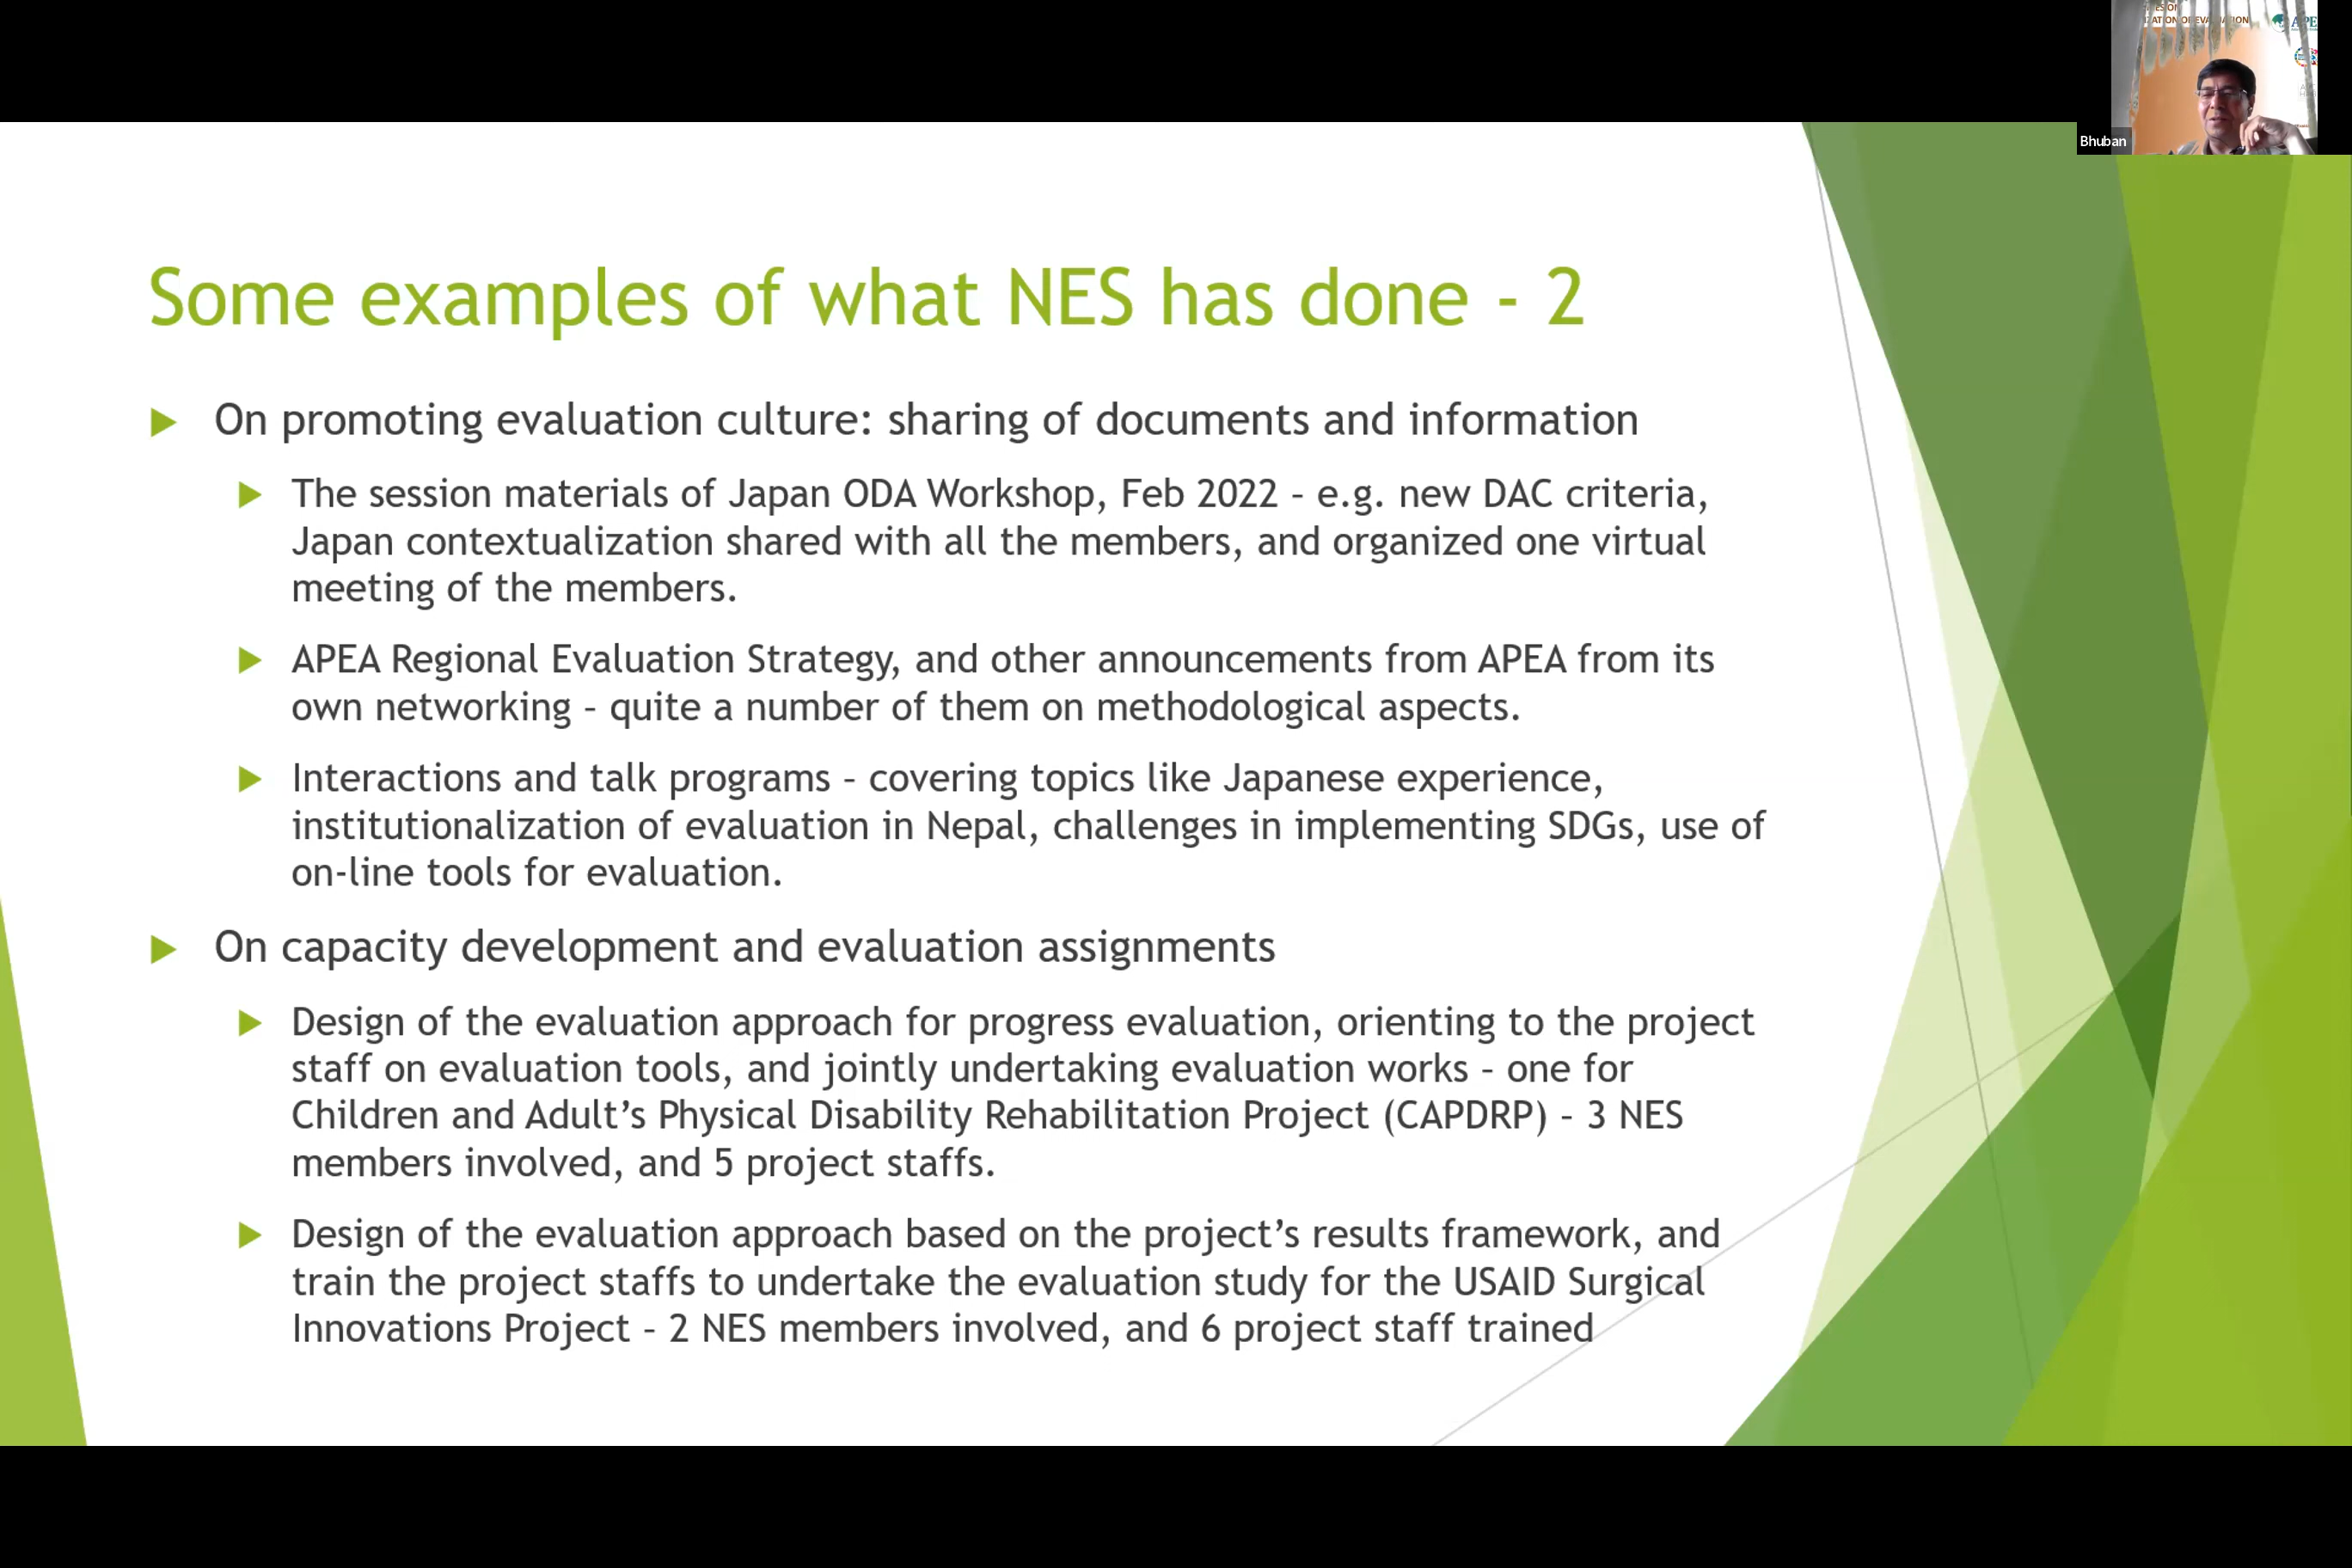 ATION OF EVALUATION
Bhuban
Some examples of what NES has done - 2
On promoting evaluation culture: sharing of documents and information
The session materials of Japan ODA Workshop, Feb 2022 – e.g. new DAC criteria,
Japan contextualization shared with all the members, and organized one virtual
meeting of the members.
APEA Regional Evaluation Strategy, and other announcements from APEA from its
own networking – quite a number of them on methodological aspects.
Interactions and talk programs – covering topics like Japanese experience,
institutionalization of evaluation in Nepal, challenges in implementing SDGs, use of
on-line tools for evaluation.
On capacity development and evaluation assignments
Design of the evaluation approach for progress evaluation, orienting to the project
staff on evaluation tools, and jointly undertaking evaluation works – one for
Children and Adult’s Physical Disability Rehabilitation Project (CAPDRP) – 3 NES
members involved, and 5 project staffs.
Design of the evaluation approach based on the project’s results framework, and
train the project staffs to undertake the evaluation study for the USAID Surgical
Innovations Project – 2 NES members involved, and 6 project staff trained